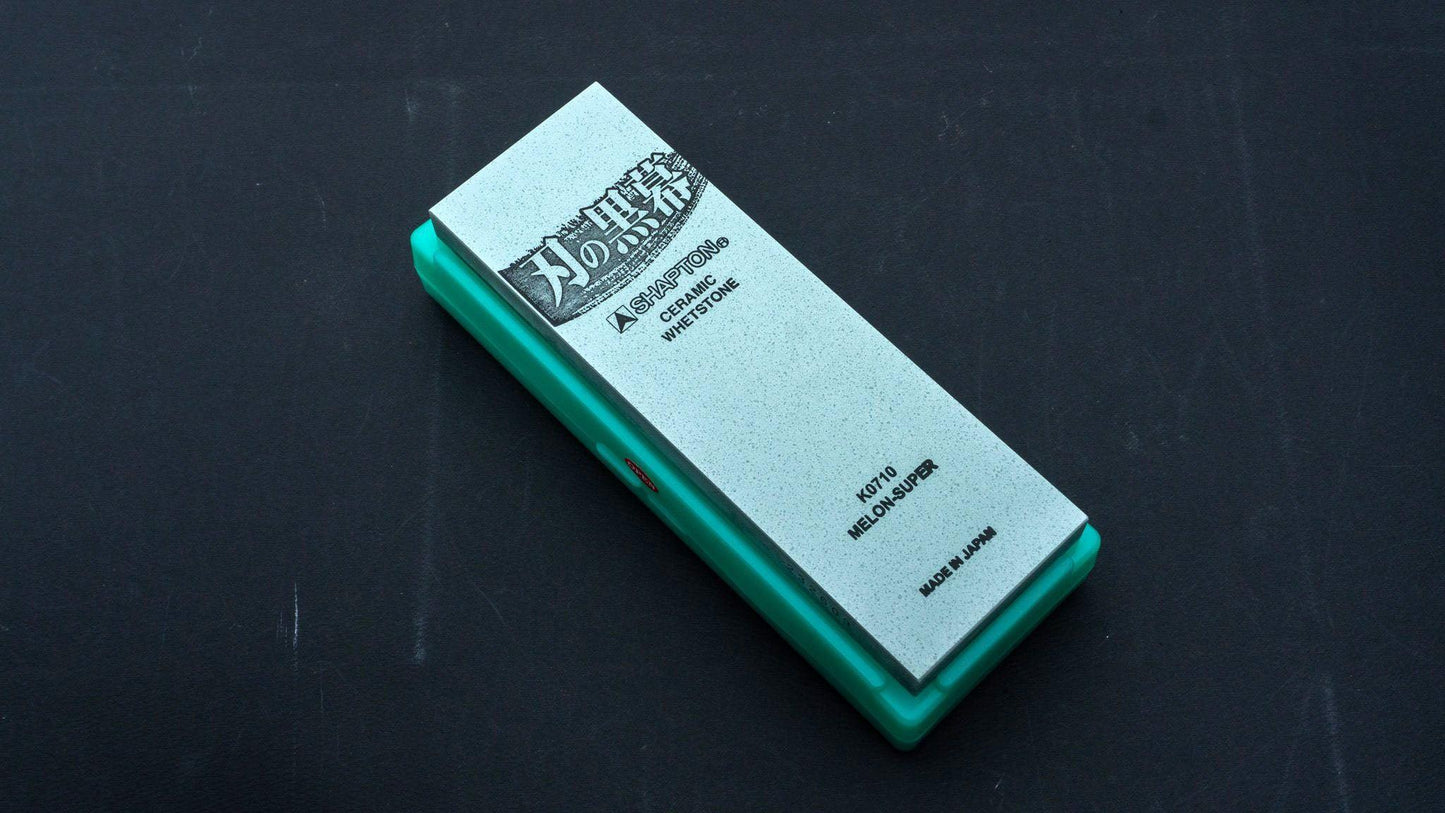 刃の黒幕
SHAPTON®
CERAMIC
WHETSTONE
K0710
MELON-SUPER
MADE IN JAPAN